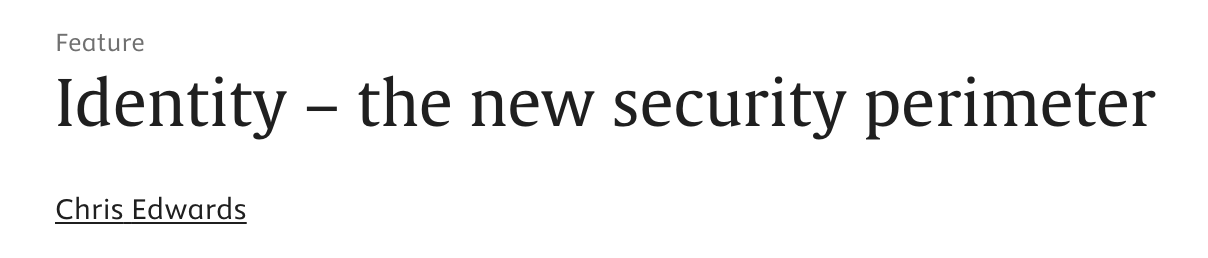 Feature
Identity – the new security perimeter
Chris Edwards